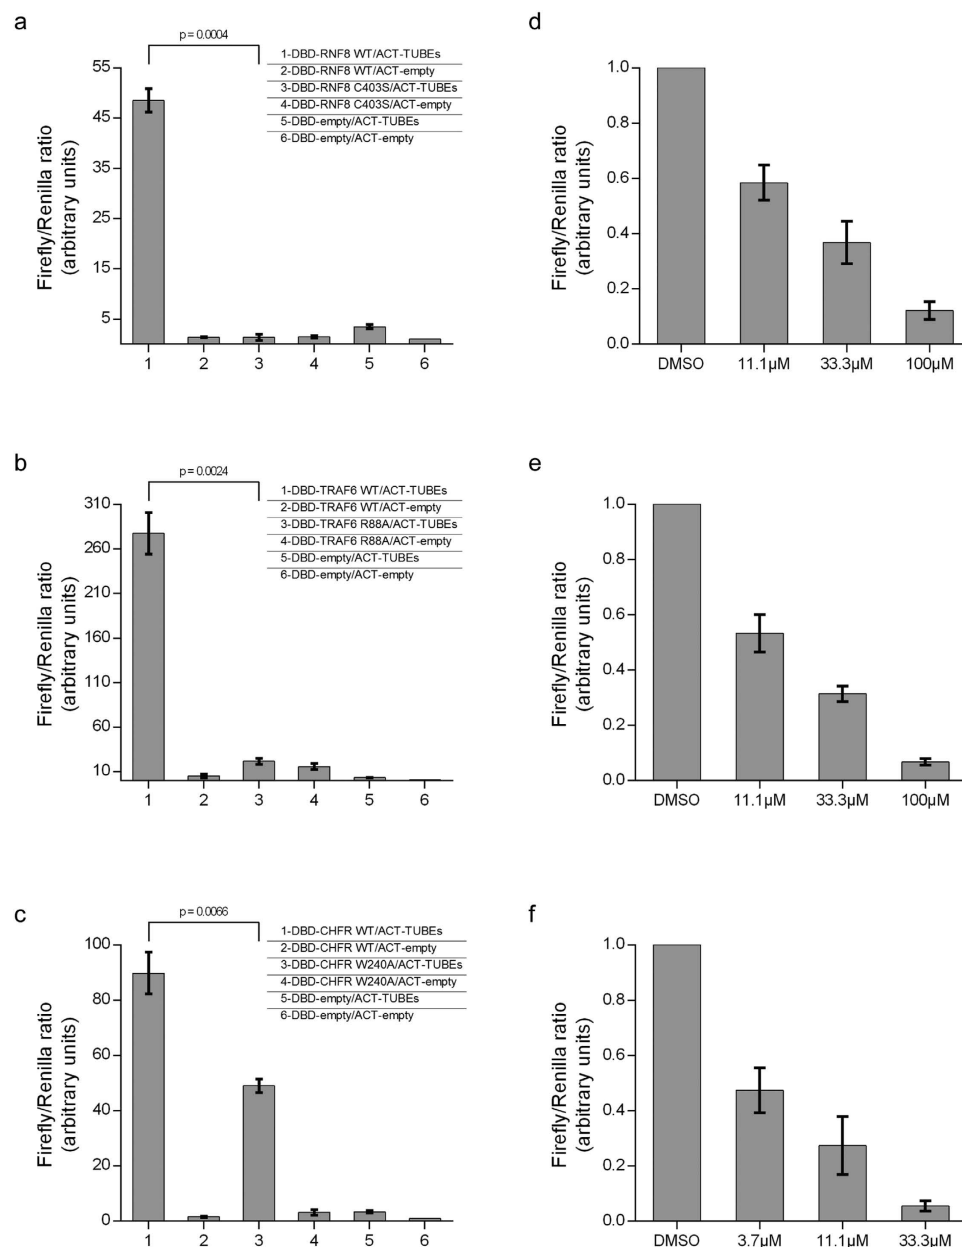 a
p = 0.0004
1-DBD-RNF8 WT/ACT-TUBEs
2-DBD-RNF8 WT/ACT-empty
3-DBD-RNF8 C403S/ACT-TUBEs
4-DBD-RNF8 C403S/ACT-empty
5-DBD-empty/ACT-TUBEs
6-DBD-empty/ACT-empty
Firefly/Renilla ratio
(arbitrary units)
55
45
35
25
15
5
1 2 3 4 5 6
d
Firefly/Renilla ratio
(arbitrary units)
1.0
0.8
0.6
0.4
0.2
0.0
DMSO 11.1µM 33.3µM 100µM
b
p = 0.0024
1-DBD-TRAF6 WT/ACT-TUBEs
2-DBD-TRAF6 WT/ACT-empty
3-DBD-TRAF6 R88A/ACT-TUBEs
4-DBD-TRAF6 R88A/ACT-empty
5-DBD-empty/ACT-TUBEs
6-DBD-empty/ACT-empty
Firefly/Renilla ratio
(arbitrary units)
310
260
210
160
110
60
10
1 2 3 4 5 6
e
Firefly/Renilla ratio
(arbitrary units)
1.0
0.8
0.6
0.4
0.2
0.0
DMSO 11.1µM 33.3µM 100µM
c
p = 0.0066
1-DBD-CHFR WT/ACT-TUBEs
2-DBD-CHFR WT/ACT-empty
3-DBD-CHFR W240A/ACT-TUBEs
4-DBD-CHFR W240A/ACT-empty
5-DBD-empty/ACT-TUBEs
6-DBD-empty/ACT-empty
Firefly/Renilla ratio
(arbitrary units)
100
80
60
40
20
0
1 2 3 4 5 6
f
Firefly/Renilla ratio
(arbitrary units)
1.0
0.8
0.6
0.4
0.2
0.0
DMSO 3.7µM 11.1µM 33.3µM